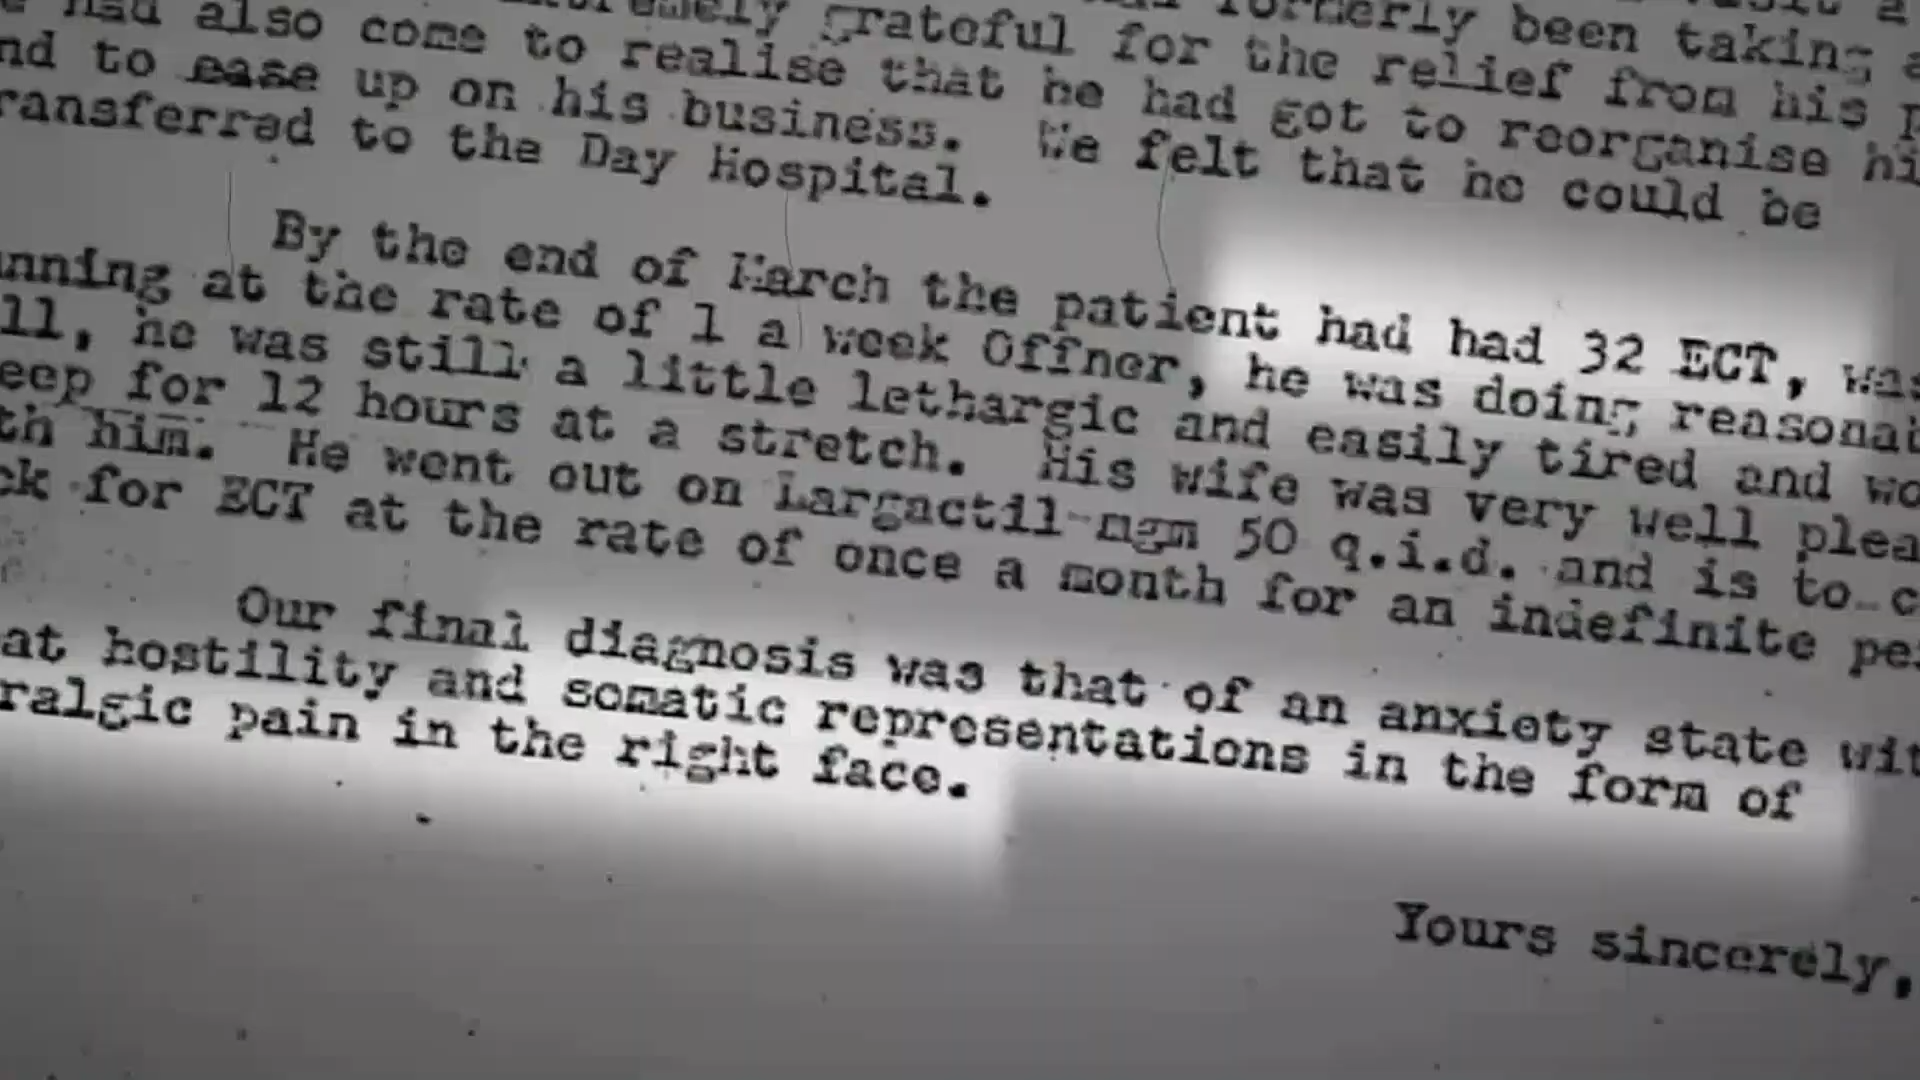 had also come to realise that he had got to reorganise hi
nd to ease up on his business. We felt that he could be
ransferred to the Day Hospital.
By the end of March the patient had had 32 ECT, was
nning at the rate of 1 a week Offner, he was doing reasonab
ll, he was still a little lethargic and easily tired and wo
eep for 12 hours at a stretch. His wife was very well plea
th him. He went out on Largactil mgm 50 q.i.d. and is to c
ck for ECT at the rate of once a month for an indefinite pe
Our final diagnosis was that of an anxiety state wit
at hostility and somatic representations in the form of
ralgic pain in the right face.
Yours sincerely,